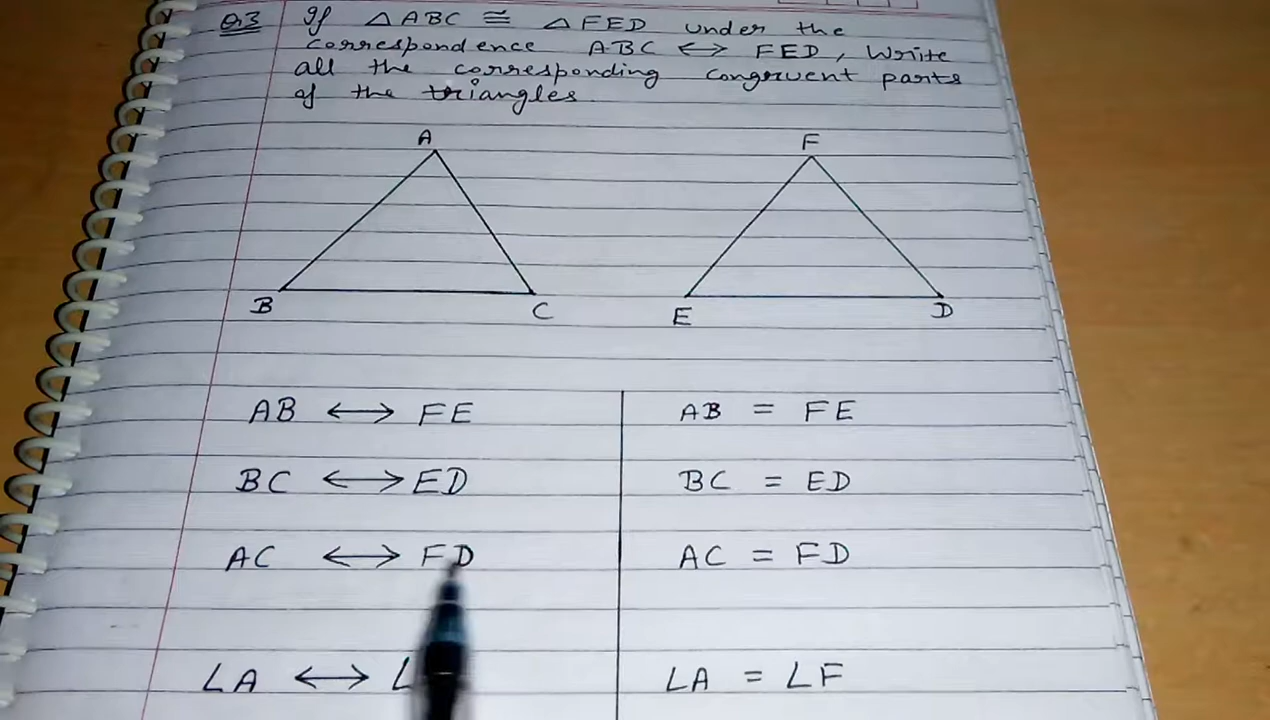 Q.3 If △ABC ≅ △FED under the
correspondence ABC ↔ FED, Write
all the corresponding congruent parts
of the triangles
A F
B C E D
AB ↔ FE AB = FE
BC ↔ ED BC = ED
AC ↔ FD AC = FD
∠A ↔ ∠ ∠A = ∠F